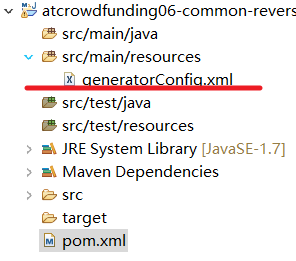 atcrowdfunding06-common-revers
src/main/java
src/main/resources
generatorConfig.xml
src/test/java
src/test/resources
JRE System Library [JavaSE-1.7]
Maven Dependencies
src
target
pom.xml